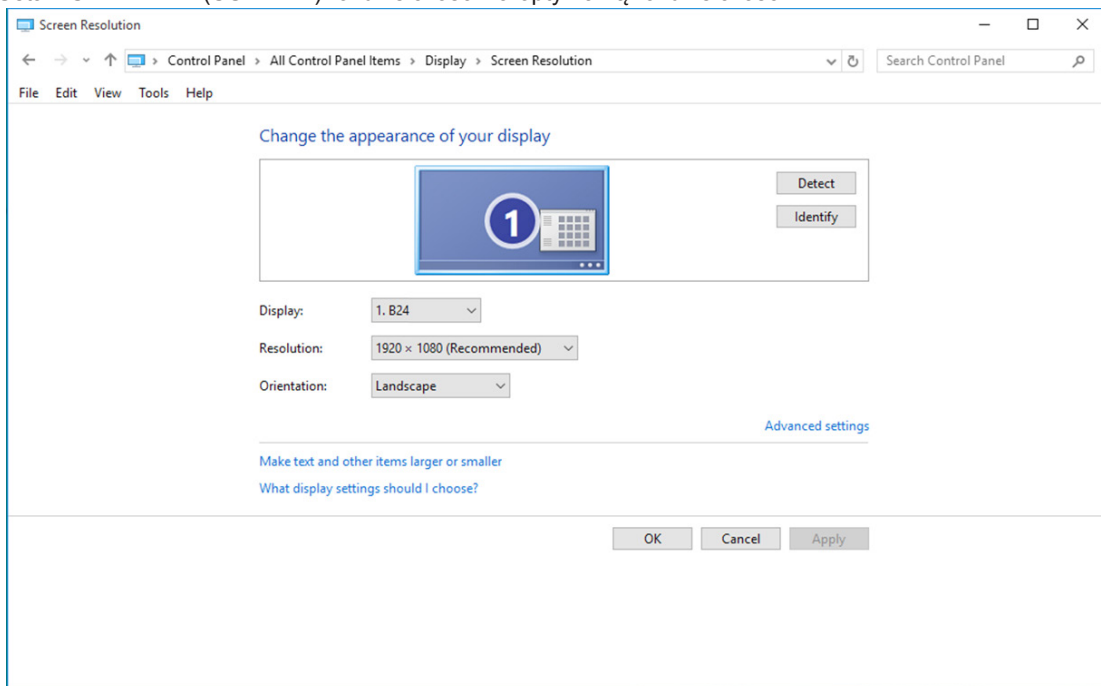 Screen Resolution
Control Panel > All Control Panel Items > Display > Screen Resolution
Search Control Panel
File Edit View Tools Help
Change the appearance of your display
1
Detect
Identify
Display: 1. B24
Resolution: 1920 × 1080 (Recommended)
Orientation: Landscape
Advanced settings
Make text and other items larger or smaller
What display settings should I choose?
OK Cancel Apply